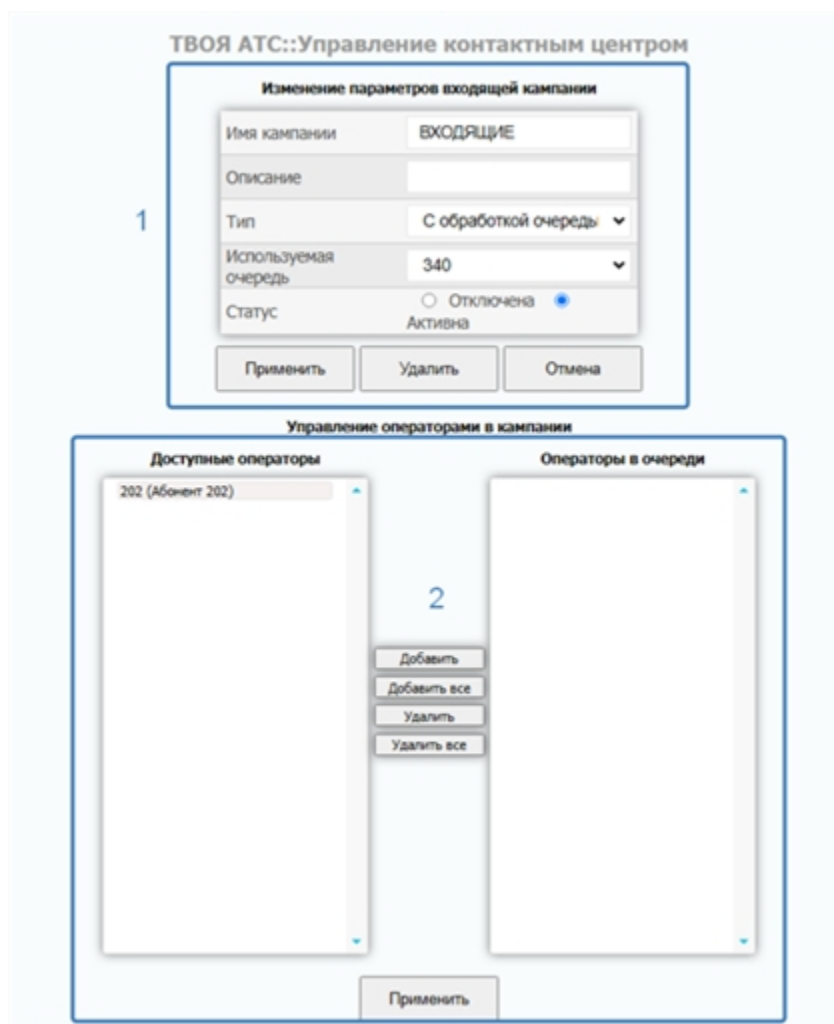 ТВОЯ АТС::Управление контактным центром
Изменение параметров входящей кампании
Имя кампании ВХОДЯЩИЕ
Описание
1
Тип С обработкой очередью
Используемая очередь 340
Статус Отключена Активна
Применить Удалить Отмена
Управление операторами в кампании
Доступные операторы Операторы в очереди
202 (Абонент 202)
2
Добавить
Добавить все
Удалить
Удалить все
Применить